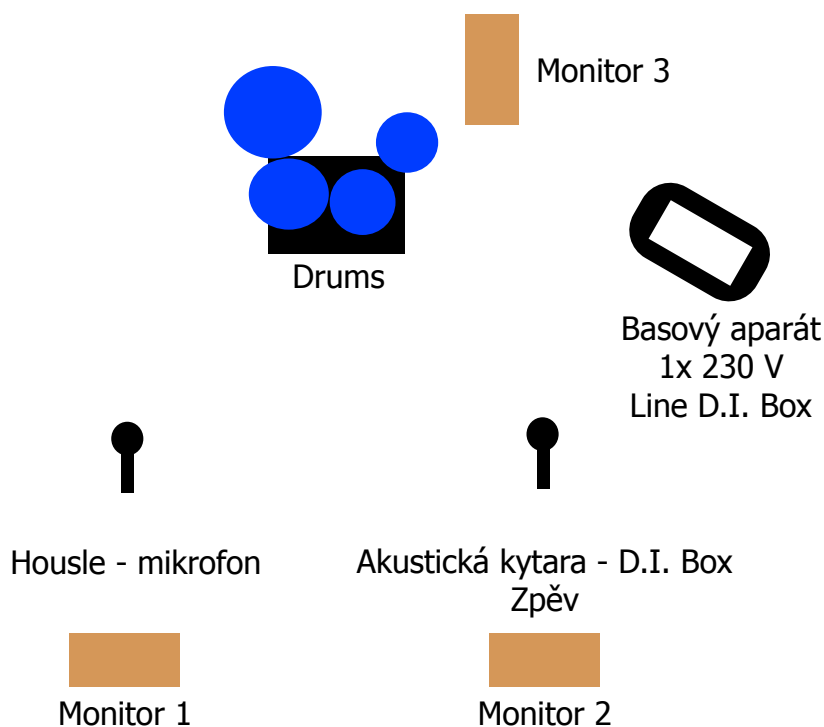 Monitor 3
Drums
Basový aparát
1x 230 V
Line D.I. Box
Housle - mikrofon
Akustická kytara - D.I. Box
Zpěv
Monitor 1
Monitor 2